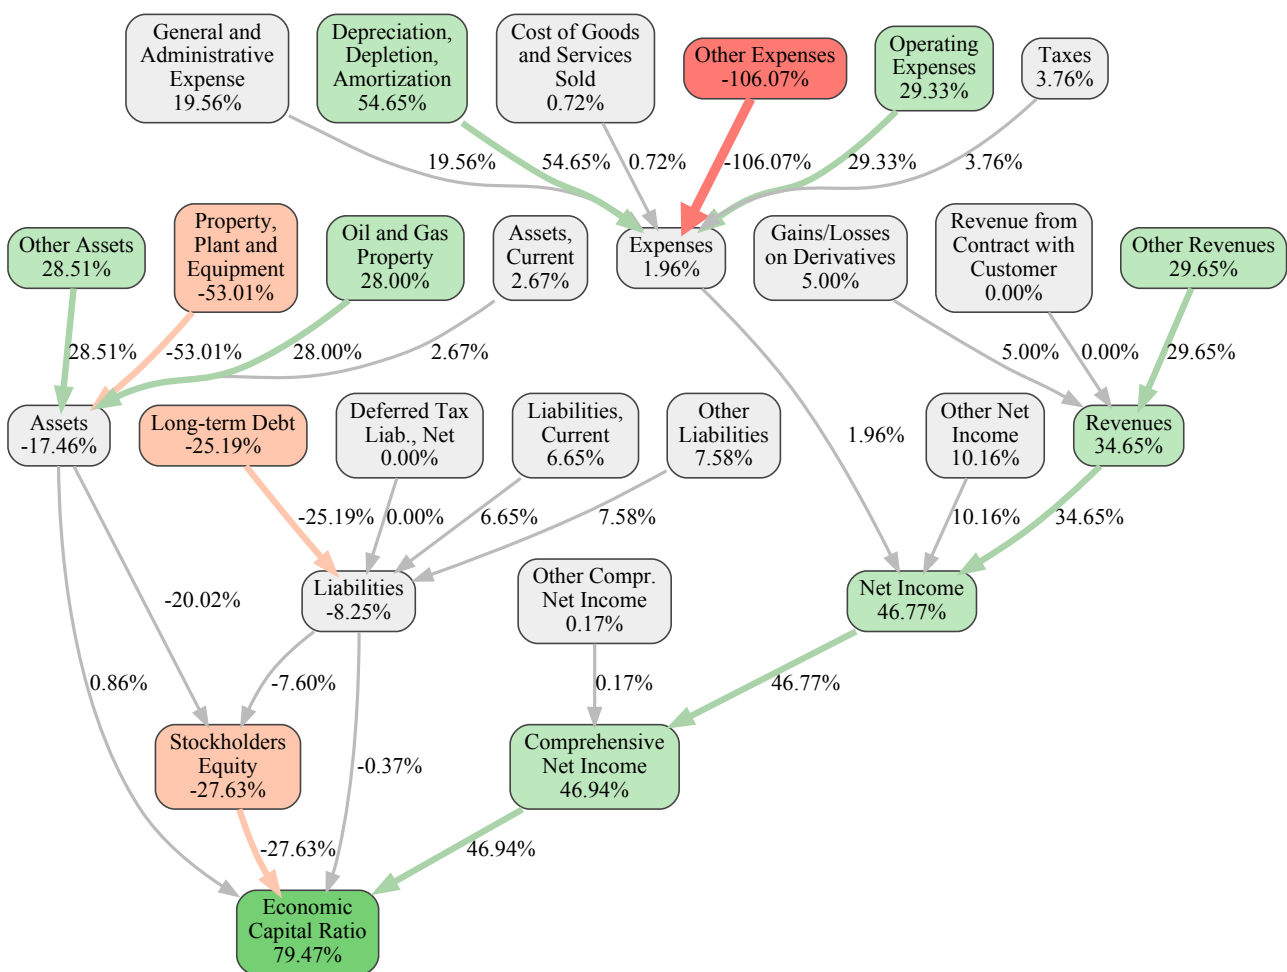 General and
Administrative
Expense
19.56%
Depreciation,
Depletion,
Amortization
54.65%
Cost of Goods
and Services
Sold
0.72%
Other Expenses
-106.07%
Operating
Expenses
29.33%
Taxes
3.76%
19.56%
54.65%
0.72%
-106.07%
29.33%
3.76%
Other Assets
28.51%
Property,
Plant and
Equipment
-53.01%
Oil and Gas
Property
28.00%
Assets,
Current
2.67%
Expenses
1.96%
Gains/Losses
on Derivatives
5.00%
Revenue from
Contract with
Customer
0.00%
Other Revenues
29.65%
28.51%
-53.01%
28.00%
2.67%
5.00%
0.00%
29.65%
Assets
-17.46%
Long-term Debt
-25.19%
Deferred Tax
Liab., Net
0.00%
Liabilities,
Current
6.65%
Other
Liabilities
7.58%
1.96%
Other Net
Income
10.16%
Revenues
34.65%
-25.19%
0.00%
6.65%
7.58%
10.16%
34.65%
-20.02%
Liabilities
-8.25%
Other Compr.
Net Income
0.17%
Net Income
46.77%
0.86%
-7.60%
0.17%
46.77%
Stockholders
Equity
-27.63%
-0.37%
Comprehensive
Net Income
46.94%
-27.63%
46.94%
Economic
Capital Ratio
79.47%